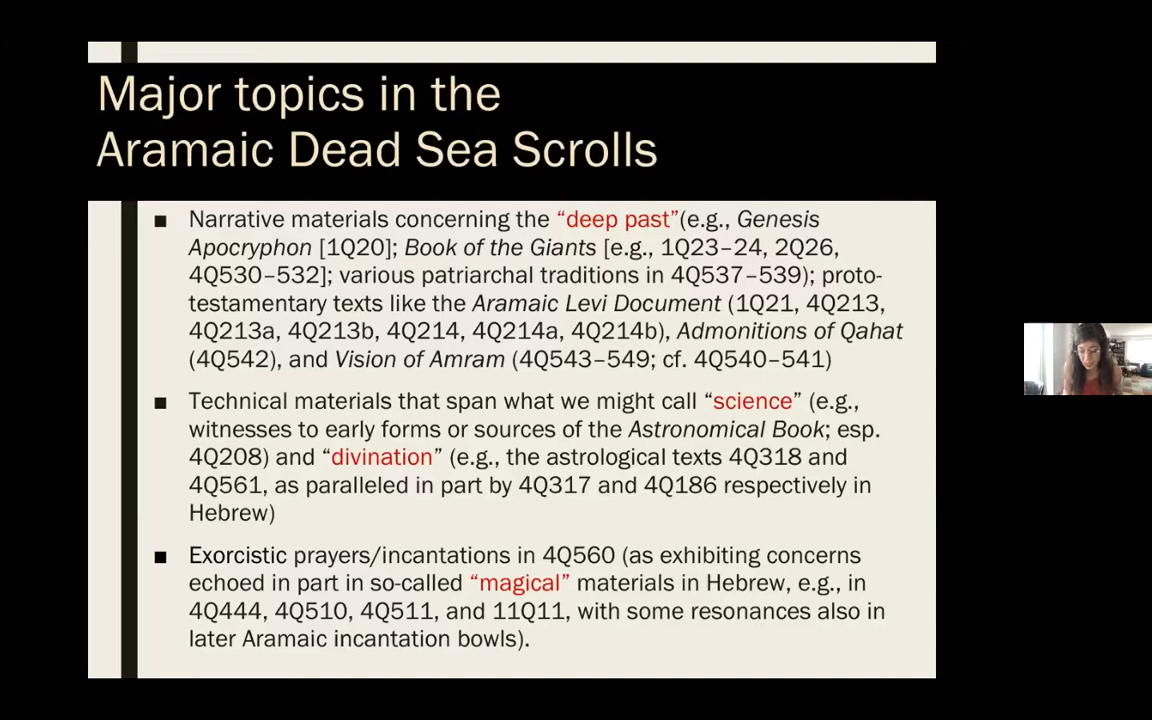 Major topics in the
Aramaic Dead Sea Scrolls
■ Narrative materials concerning the “deep past”(e.g., Genesis
Apocryphon [1Q20]; Book of the Giants [e.g., 1Q23–24, 2Q26,
4Q530–532]; various patriarchal traditions in 4Q537–539); proto-
testamentary texts like the Aramaic Levi Document (1Q21, 4Q213,
4Q213a, 4Q213b, 4Q214, 4Q214a, 4Q214b), Admonitions of Qahat
(4Q542), and Vision of Amram (4Q543–549; cf. 4Q540–541)
■ Technical materials that span what we might call “science” (e.g.,
witnesses to early forms or sources of the Astronomical Book; esp.
4Q208) and “divination” (e.g., the astrological texts 4Q318 and
4Q561, as paralleled in part by 4Q317 and 4Q186 respectively in
Hebrew)
■ Exorcistic prayers/incantations in 4Q560 (as exhibiting concerns
echoed in part in so-called “magical” materials in Hebrew, e.g., in
4Q444, 4Q510, 4Q511, and 11Q11, with some resonances also in
later Aramaic incantation bowls).